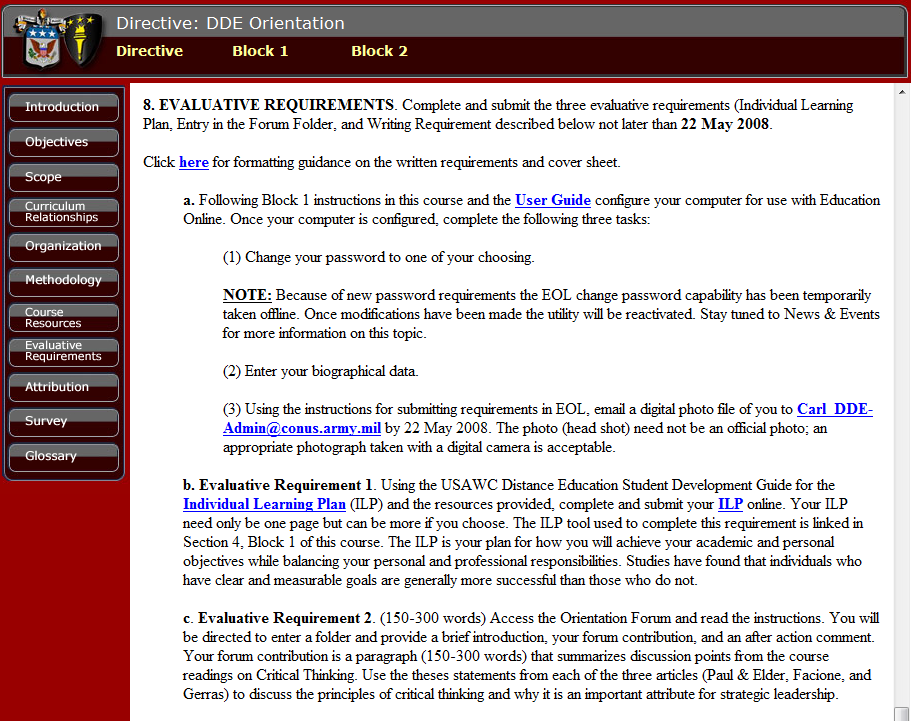 Directive: DDE Orientation
Directive Block 1 Block 2
Introduction
Objectives
Scope
Curriculum
Relationships
Organization
Methodology
Course
Resources
Evaluative
Requirements
Attribution
Survey
Glossary
8. EVALUATIVE REQUIREMENTS. Complete and submit the three evaluative requirements (Individual Learning
Plan, Entry in the Forum Folder, and Writing Requirement described below not later than 22 May 2008.
Click here for formatting guidance on the written requirements and cover sheet.
a. Following Block 1 instructions in this course and the User Guide configure your computer for use with Education
Online. Once your computer is configured, complete the following three tasks:
(1) Change your password to one of your choosing.
NOTE: Because of new password requirements the EOL change password capability has been temporarily
taken offline. Once modifications have been made the utility will be reactivated. Stay tuned to News & Events
for more information on this topic.
(2) Enter your biographical data.
(3) Using the instructions for submitting requirements in EOL, email a digital photo file of you to Carl_DDE-
Admin@conus.army.mil by 22 May 2008. The photo (head shot) need not be an official photo; an
appropriate photograph taken with a digital camera is acceptable.
b. Evaluative Requirement 1. Using the USAWC Distance Education Student Development Guide for the
Individual Learning Plan (ILP) and the resources provided, complete and submit your ILP online. Your ILP
need only be one page but can be more if you choose. The ILP tool used to complete this requirement is linked in
Section 4, Block 1 of this course. The ILP is your plan for how you will achieve your academic and personal
objectives while balancing your personal and professional responsibilities. Studies have found that individuals who
have clear and measurable goals are generally more successful than those who do not.
c. Evaluative Requirement 2. (150-300 words) Access the Orientation Forum and read the instructions. You will
be directed to enter a folder and provide a brief introduction, your forum contribution, and an after action comment.
Your forum contribution is a paragraph (150-300 words) that summarizes discussion points from the course
readings on Critical Thinking. Use the theses statements from each of the three articles (Paul & Elder, Facione, and
Gerras) to discuss the principles of critical thinking and why it is an important attribute for strategic leadership.